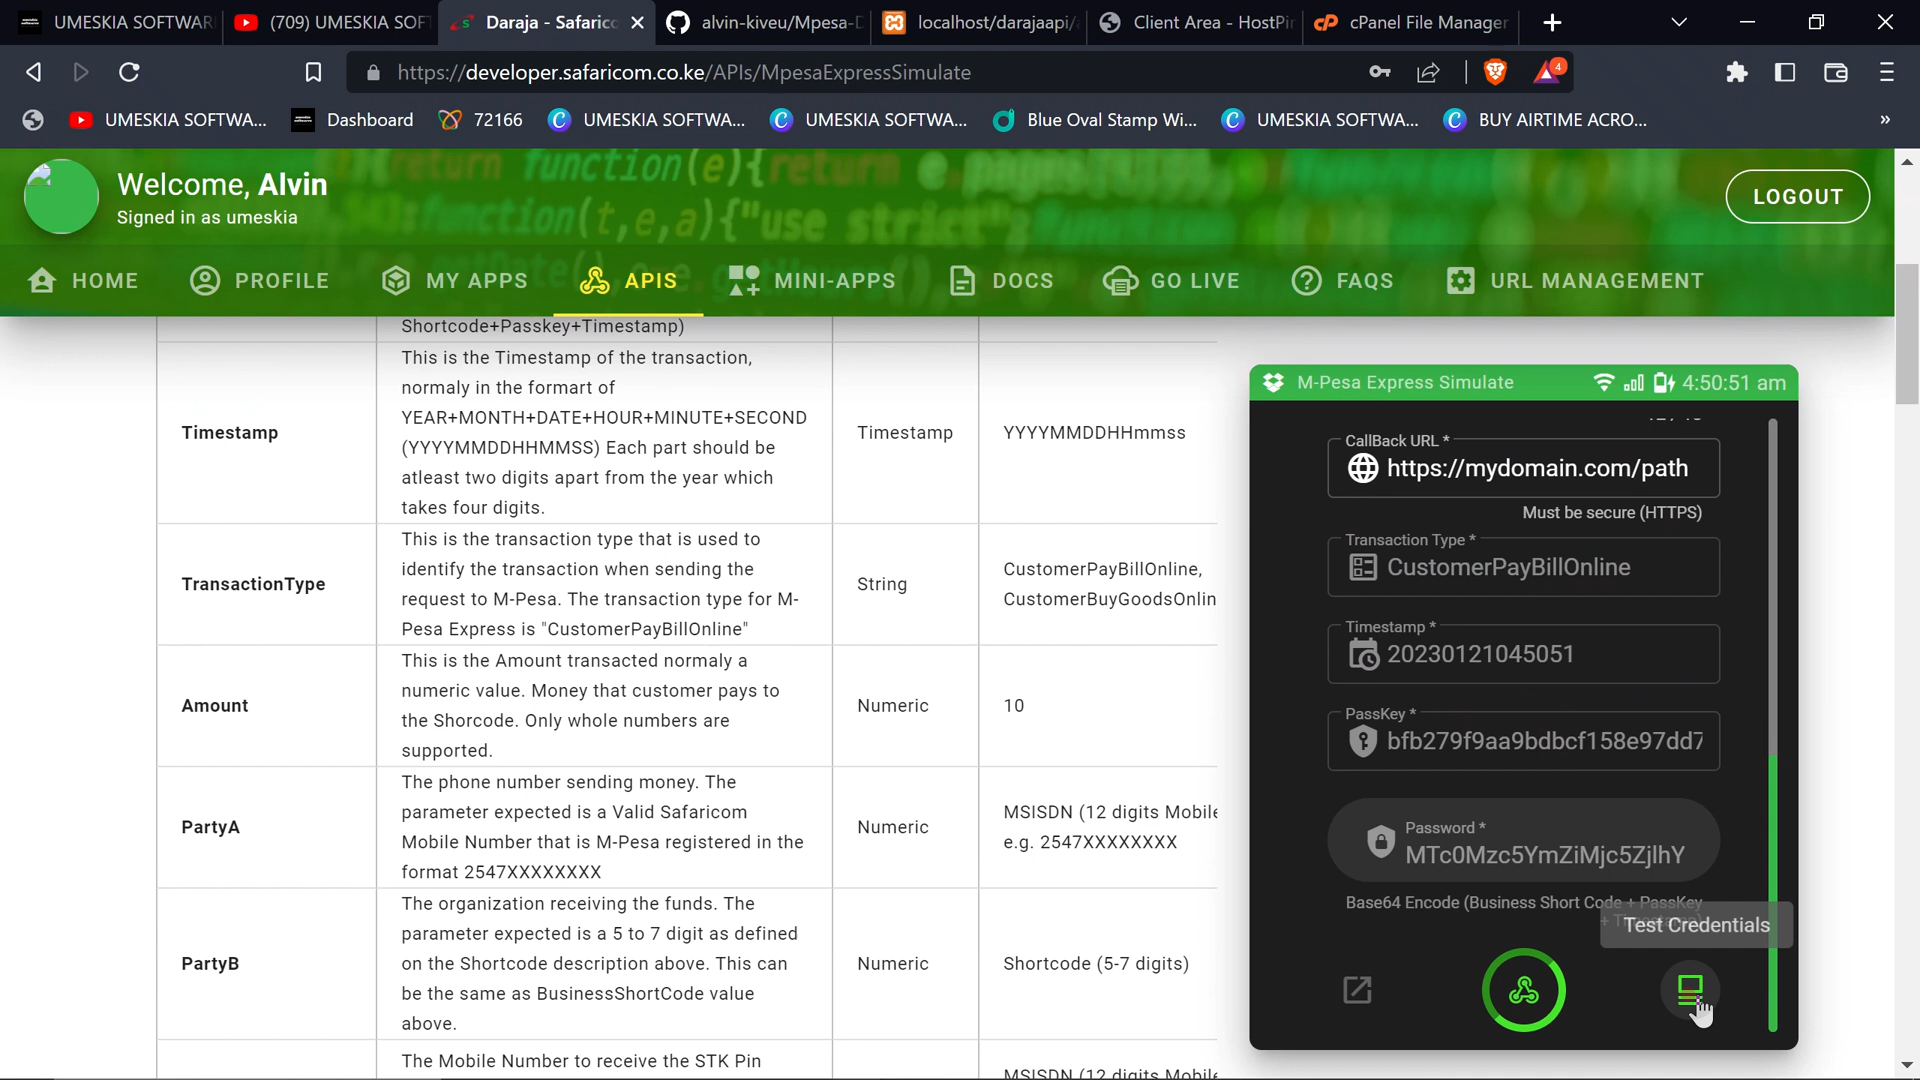 UMESKIA SOFTWAR
(709) UMESKIA SOF
Daraja - Safaric
alvin-kiveu/Mpesa-D
localhost/darajaapi/
Client Area - HostPi
cPanel File Manager
https://developer.safaricom.co.ke/APIs/MpesaExpressSimulate
4
UMESKIA SOFTWA...
Dashboard
72166
UMESKIA SOFTWA...
UMESKIA SOFTWA...
Blue Oval Stamp Wi...
UMESKIA SOFTWA...
BUY AIRTIME ACRO...
»
Welcome, Alvin
Signed in as umeskia
LOGOUT
HOME
PROFILE
MY APPS
APIS
MINI-APPS
DOCS
GO LIVE
FAQS
URL MANAGEMENT
Shortcode+Passkey+Timestamp)
Timestamp
This is the Timestamp of the transaction,
normaly in the formart of
YEAR+MONTH+DATE+HOUR+MINUTE+SECOND
(YYYYMMDDHHMMSS) Each part should be
atleast two digits apart from the year which
takes four digits.
Timestamp
YYYYMMDDHHmmss
TransactionType
This is the transaction type that is used to
identify the transaction when sending the
request to M-Pesa. The transaction type for M-
Pesa Express is "CustomerPayBillOnline"
String
CustomerPayBillOnline,
CustomerBuyGoodsOnlin
Amount
This is the Amount transacted normaly a
numeric value. Money that customer pays to
the Shorcode. Only whole numbers are
supported.
Numeric
10
PartyA
The phone number sending money. The
parameter expected is a Valid Safaricom
Mobile Number that is M-Pesa registered in the
format 2547XXXXXXXX
Numeric
MSISDN (12 digits Mobile
e.g. 2547XXXXXXXX
PartyB
The organization receiving the funds. The
parameter expected is a 5 to 7 digit as defined
on the Shortcode description above. This can
be the same as BusinessShortCode value
above.
Numeric
Shortcode (5-7 digits)
The Mobile Number to receive the STK Pin
MSISDN (12 digits Mobile
M-Pesa Express Simulate
4:50:51 am
CallBack URL *
https://mydomain.com/path
Must be secure (HTTPS)
Transaction Type *
CustomerPayBillOnline
Timestamp *
20230121045051
PassKey *
bfb279f9aa9bdbcf158e97dd7
Password *
MTc0Mzc5YmZiMjc5ZjlhY
Base64 Encode (Business Short Code + PassKey
Test Credentials